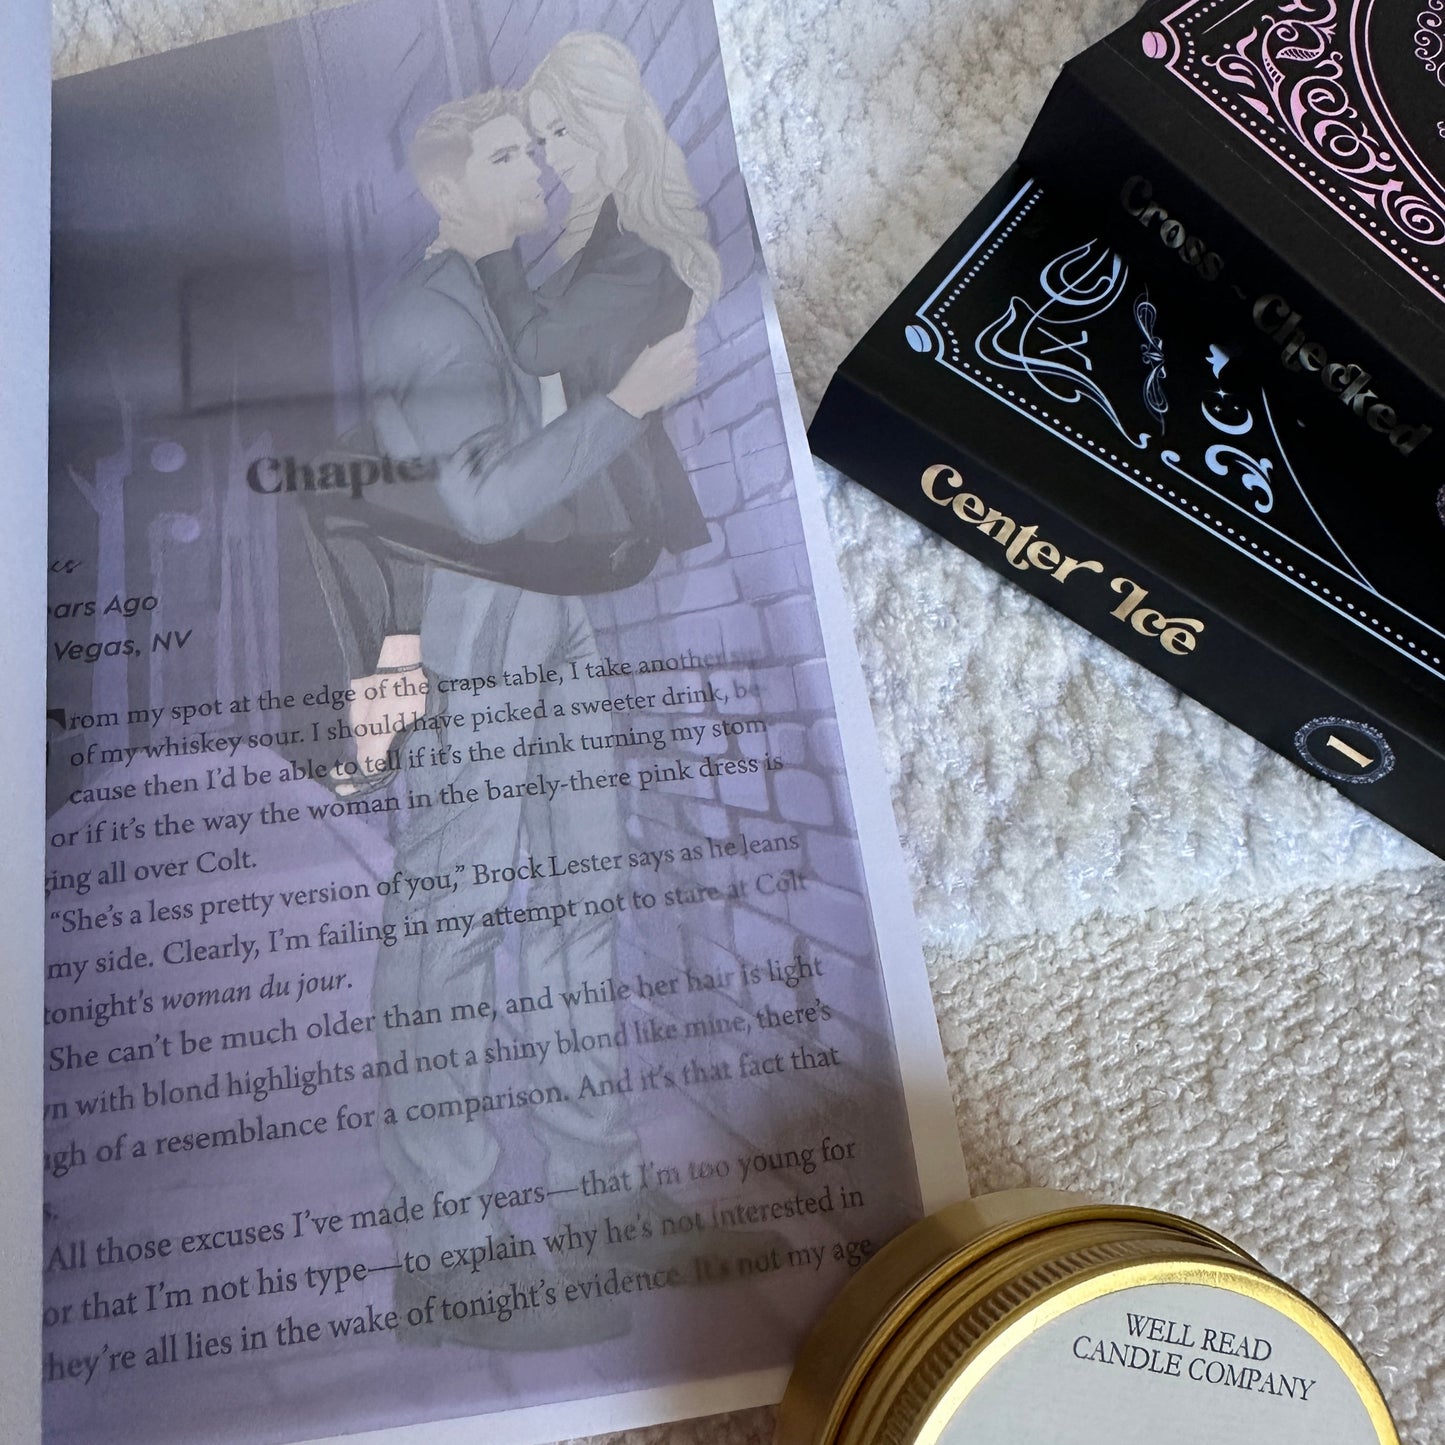 Chapter
ars Ago
Vegas, NV
rom my spot at the edge of the craps table, I take another
of my whiskey sour. I should have picked a sweeter drink, be-
cause then I'd be able to tell if it's the drink turning my stom
or if it's the way the woman in the barely-there pink dress is
ing all over Colt.
“She's a less pretty version of you,” Brock Lester says as he leans
my side. Clearly, I'm failing in my attempt not to stare at Colt
tonight's woman du jour.
She can't be much older than me, and while her hair is light
n with blond highlights and not a shiny blond like mine, there's
gh of a resemblance for a comparison. And it's that fact that
s.
All those excuses I've made for years—that I'm too young for
or that I'm not his type—to explain why he's not interested in
hey're all lies in the wake of tonight's evidence. It's not my age
Cross-Checked
Center Ice
1
WELL READ
CANDLE COMPANY